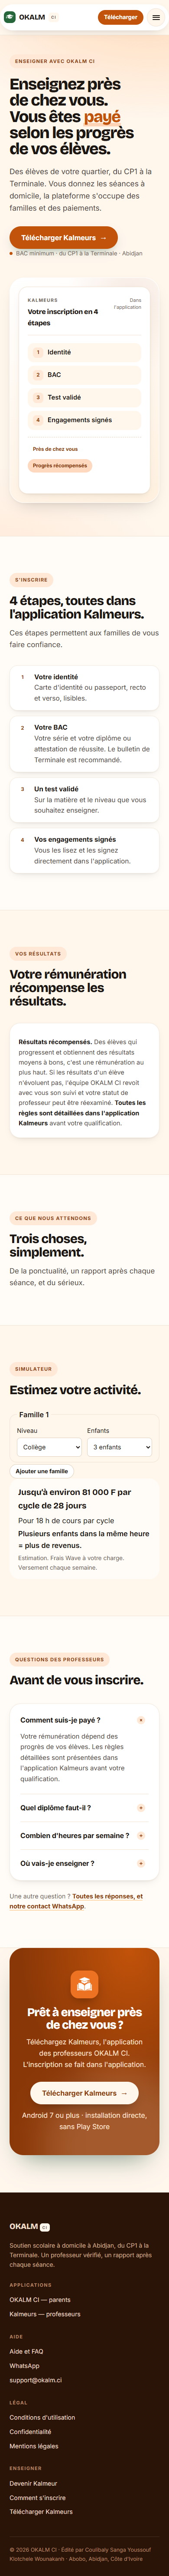 OKALM CI
Télécharger
ENSEIGNER AVEC OKALM CI
Enseignez près
de chez vous.
Vous êtes payé
selon les progrès
de vos élèves.
Des élèves de votre quartier, du CP1 à la
Terminale. Vous donnez les séances à
domicile, la plateforme s'occupe des
familles et des paiements.
Télécharger Kalmeurs →
BAC minimum · du CP1 à la Terminale · Abidjan
KALMEURS
Votre inscription en 4
étapes
Dans
l'application
1 Identité
2 BAC
3 Test validé
4 Engagements signés
Près de chez vous
Progrès récompensés
S'INSCRIRE
4 étapes, toutes dans
l'application Kalmeurs.
Ces étapes permettent aux familles de vous
faire confiance.
1 Votre identité
Carte d'identité ou passeport, recto
et verso, lisibles.
2 Votre BAC
Votre série et votre diplôme ou
attestation de réussite. Le bulletin de
Terminale est recommandé.
3 Un test validé
Sur la matière et le niveau que vous
souhaitez enseigner.
4 Vos engagements signés
Vous les lisez et les signez
directement dans l'application.
VOS RÉSULTATS
Votre rémunération
récompense les
résultats.
Résultats récompensés. Des élèves qui
progressent et obtiennent des résultats
moyens à bons, c'est une rémunération au
plus haut. Si les résultats d'un élève
n'évoluent pas, l'équipe OKALM CI revoit
avec vous son suivi et votre statut de
professeur peut être réexaminé. Toutes les
règles sont détaillées dans l'application
Kalmeurs avant votre qualification.
CE QUE NOUS ATTENDONS
Trois choses,
simplement.
De la ponctualité, un rapport après chaque
séance, et du sérieux.
SIMULATEUR
Estimez votre activité.
Famille 1
Niveau
Enfants
Collège
3 enfants
Ajouter une famille
Jusqu'à environ 81 000 F par
cycle de 28 jours
Pour 18 h de cours par cycle
Plusieurs enfants dans la même heure
= plus de revenus.
Estimation. Frais Wave à votre charge.
Versement chaque semaine.
QUESTIONS DES PROFESSEURS
Avant de vous inscrire.
Comment suis-je payé ?
Votre rémunération dépend des
progrès de vos élèves. Les règles
détaillées sont présentées dans
l'application Kalmeurs avant votre
qualification.
Quel diplôme faut-il ?
Combien d'heures par semaine ?
Où vais-je enseigner ?
Une autre question ? Toutes les réponses, et
notre contact WhatsApp.
Prêt à enseigner près
de chez vous ?
Téléchargez Kalmeurs, l'application
des professeurs OKALM CI.
L'inscription se fait dans l'application.
Télécharger Kalmeurs →
Android 7 ou plus · installation directe,
sans Play Store
OKALM CI
Soutien scolaire à domicile à Abidjan, du CP1 à la
Terminale. Un professeur vérifié, un rapport après
chaque séance.
APPLICATIONS
OKALM CI — parents
Kalmeurs — professeurs
AIDE
Aide et FAQ
WhatsApp
support@okalm.ci
LÉGAL
Conditions d'utilisation
Confidentialité
Mentions légales
ENSEIGNER
Devenir Kalmeur
Comment s'inscrire
Télécharger Kalmeurs
© 2026 OKALM CI · Édité par Coulibaly Sanga Youssouf
Klotcholo Wounakanh · Abobo, Abidjan, Côte d'Ivoire